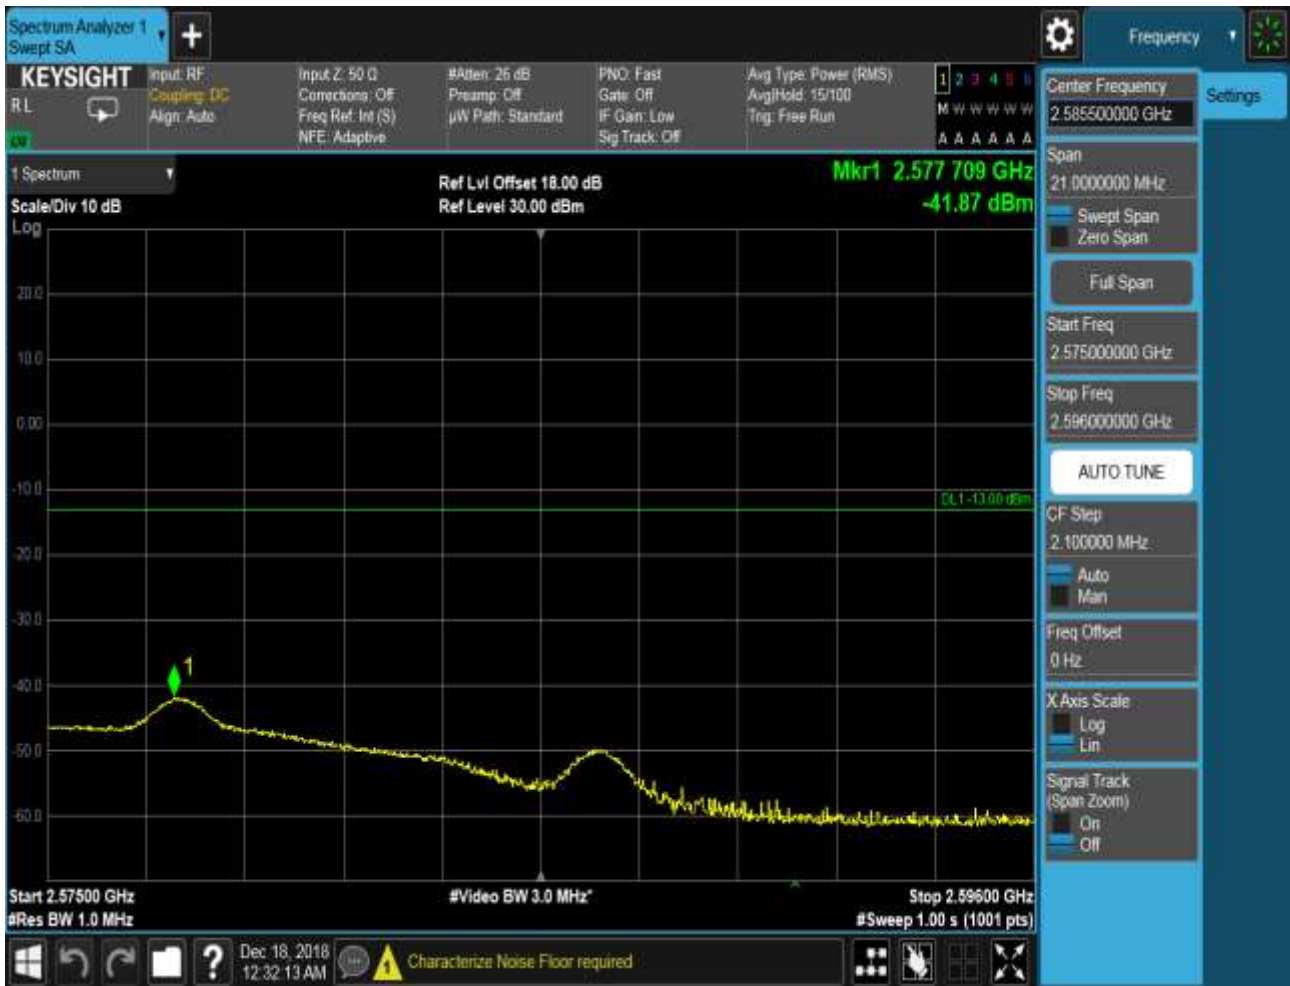 Spectrum Analyzer 1
Swept SA
Frequency
KEYSIGHT
RL
Input: RF
Coupling: DC
Align: Auto
Input Z: 50 Ω
Corrections: Off
Freq Ref: Int (S)
NFE: Adaptive
#Atten: 26 dB
Preamp: Off
µW Path: Standard
PNO: Fast
Gate: Off
IF Gain: Low
Sig Track: Off
Avg Type: Power (RMS)
Avg|Hold: 15/100
Trig: Free Run
1 2 3 4 5 6
M W W W W W
A A A A A A
1 Spectrum
Scale/Div 10 dB
Log
Ref Lvl Offset 18.00 dB
Ref Level 30.00 dBm
Mkr1 2.577 709 GHz
-41.87 dBm
20.0
10.0
0.00
-10.0
DL1 -13.00 dBm
-20.0
-30.0
-40.0
1
-50.0
-60.0
Start 2.57500 GHz
#Res BW 1.0 MHz
#Video BW 3.0 MHz*
Stop 2.59600 GHz
#Sweep 1.00 s (1001 pts)
Center Frequency
2.585500000 GHz
Settings
Span
21.0000000 MHz
Swept Span
Zero Span
Full Span
Start Freq
2.575000000 GHz
Stop Freq
2.596000000 GHz
AUTO TUNE
CF Step
2.100000 MHz
Auto
Man
Freq Offset
0 Hz
X Axis Scale
Log
Lin
Signal Track
(Span Zoom)
On
Off
?
Dec 18, 2018
12:32:13 AM
1
Characterize Noise Floor required